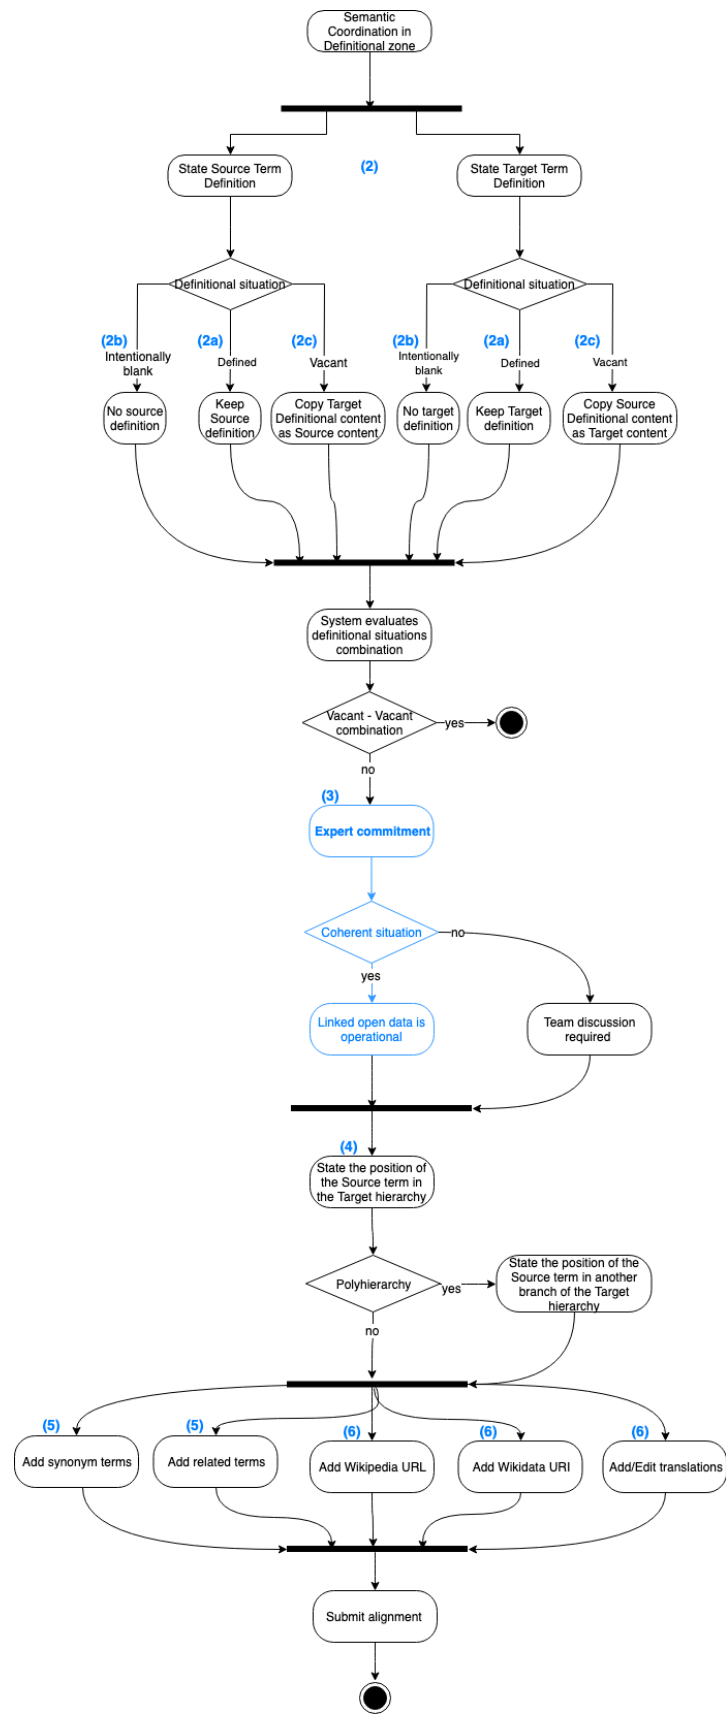 Semantic
Coordination in
Definitional zone
(2)
State Source Term
Definition
State Target Term
Definition
Definitional situation
Definitional situation
(2b)
(2a)
(2c)
(2b)
(2a)
(2c)
Intentionally
blank
Defined
Vacant
Intentionally
blank
Defined
Vacant
No source
definition
Keep
Source
definition
Copy Target
Definitional content
as Source content
No target
definition
Keep Target
definition
Copy Source
Definitional content
as Target content
System evaluates
definitional situations
combination
Vacant - Vacant
combination
yes
no
(3)
Expert commitment
Coherent situation
no
yes
Linked open data is
operational
Team discussion
required
(4)
State the position of
the Source term in
the Target hierarchy
Polyhierarchy
yes
State the position of the
Source term in another
branch of the Target
hierarchy
no
(5)
(5)
(6)
(6)
(6)
Add synonym terms
Add related terms
Add Wikipedia URL
Add Wikidata URI
Add/Edit translations
Submit alignment